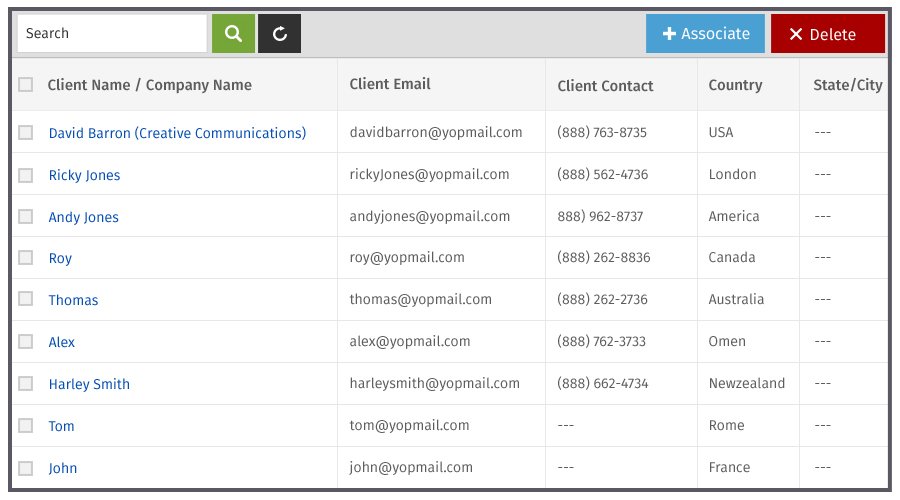 Search Associate Delete
Client Name / Company Name Client Email Client Contact Country State/City
David Barron (Creative Communications) davidbarron@yopmail.com (888) 763-8735 USA ---
Ricky Jones rickyJones@yopmail.com (888) 562-4736 London ---
Andy Jones andyjones@yopmail.com 888) 962-8737 America ---
Roy roy@yopmail.com (888) 262-8836 Canada ---
Thomas thomas@yopmail.com (888) 262-2736 Australia ---
Alex alex@yopmail.com (888) 762-3733 Omen ---
Harley Smith harleysmith@yopmail.com (888) 662-4734 Newzealand ---
Tom tom@yopmail.com --- Rome ---
John john@yopmail.com --- France ---